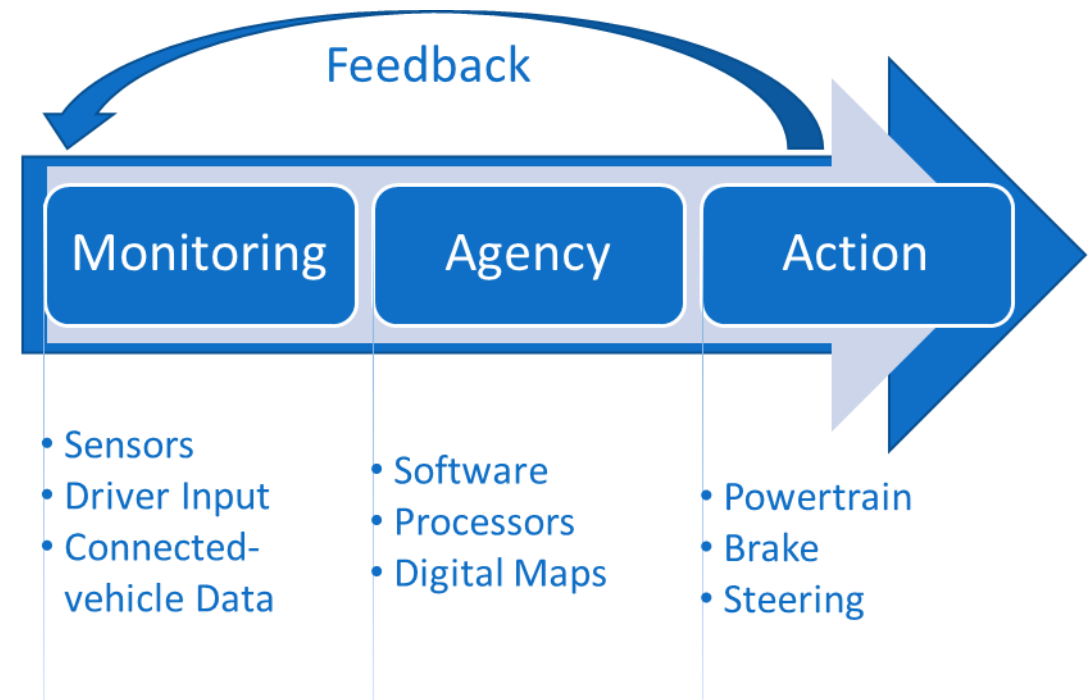 Feedback
Monitoring
Agency
Action
• Sensors
• Driver Input
• Connected-
vehicle Data
• Software
• Processors
• Digital Maps
• Powertrain
• Brake
• Steering